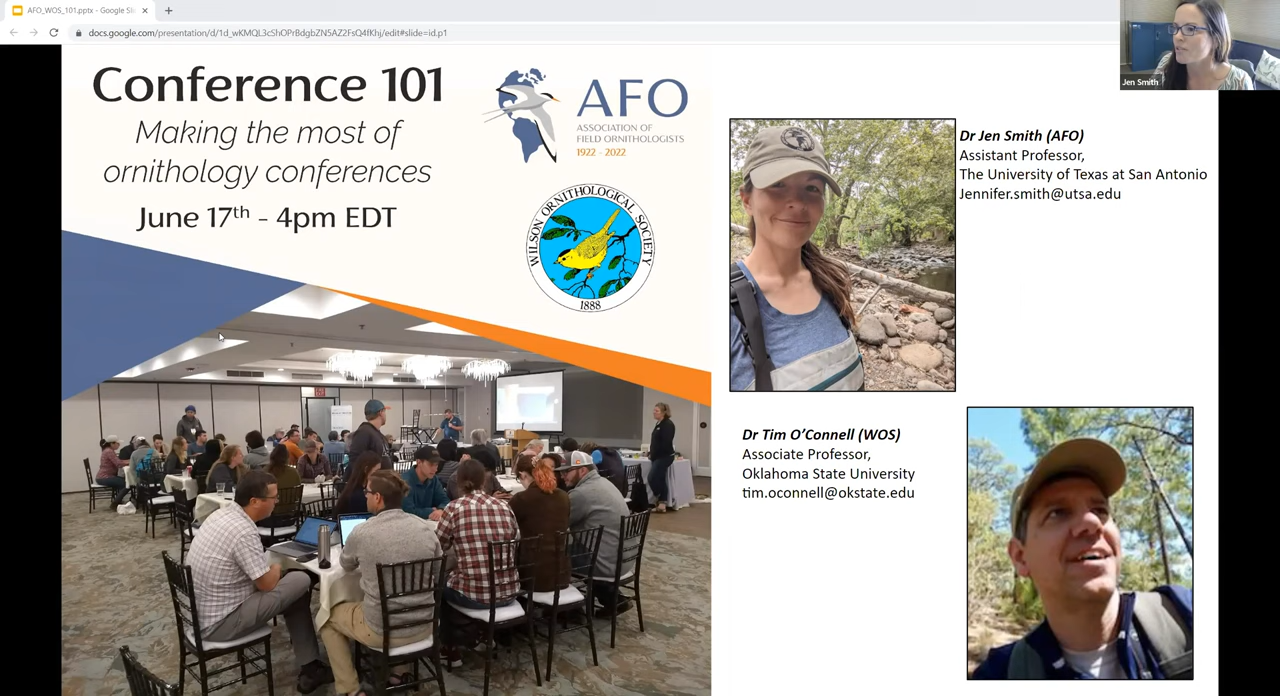 AFO_WOS_101.pptx - Google Sli
docs.google.com/presentation/d/1d_wKMQL3cShOPrBdgbZN5AZ2FsQ4fKhj/edit#slide=id.p1
Jen Smith
Conference 101
Making the most of
ornithology conferences
June 17th - 4pm EDT
AFO
ASSOCIATION OF
FIELD ORNITHOLOGISTS
1922 - 2022
WILSON ORNITHOLOGICAL SOCIETY
1888
Dr Jen Smith (AFO)
Assistant Professor,
The University of Texas at San Antonio
Jennifer.smith@utsa.edu
Dr Tim O’Connell (WOS)
Associate Professor,
Oklahoma State University
tim.oconnell@okstate.edu